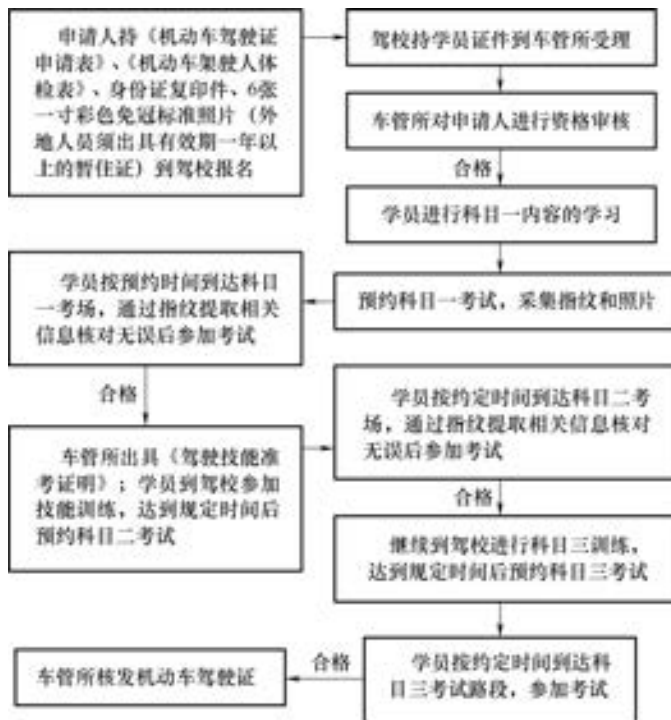 申请人持《机动车驾驶证
申请表》、《机动车架驶人体
检表》、身份证复印件、6张
一寸彩色免冠标准照片（外
地人员须出具有效期一年以
上的暂住证）到驾校报名
驾校持学员证件到车管所受理
车管所对申请人进行资格审核
合格
学员进行科目一内容的学习
预约科目一考试，采集指纹和照片
学员按预约时间到达科目
一考场，通过指纹提取相关
信息核对无误后参加考试
合格
车管所出具《驾驶技能准
考证明》；学员到驾校参加
技能训练，达到规定时间后
预约科目二考试
学员按约定时间到达科目二考
场，通过指纹提取相关信息核对
无误后参加考试
合格
继续到驾校进行科目三训练，
达到规定时间后预约科目三考试
学员按约定时间到达科
目三考试路段，参加考试
合格
车管所核发机动车驾驶证